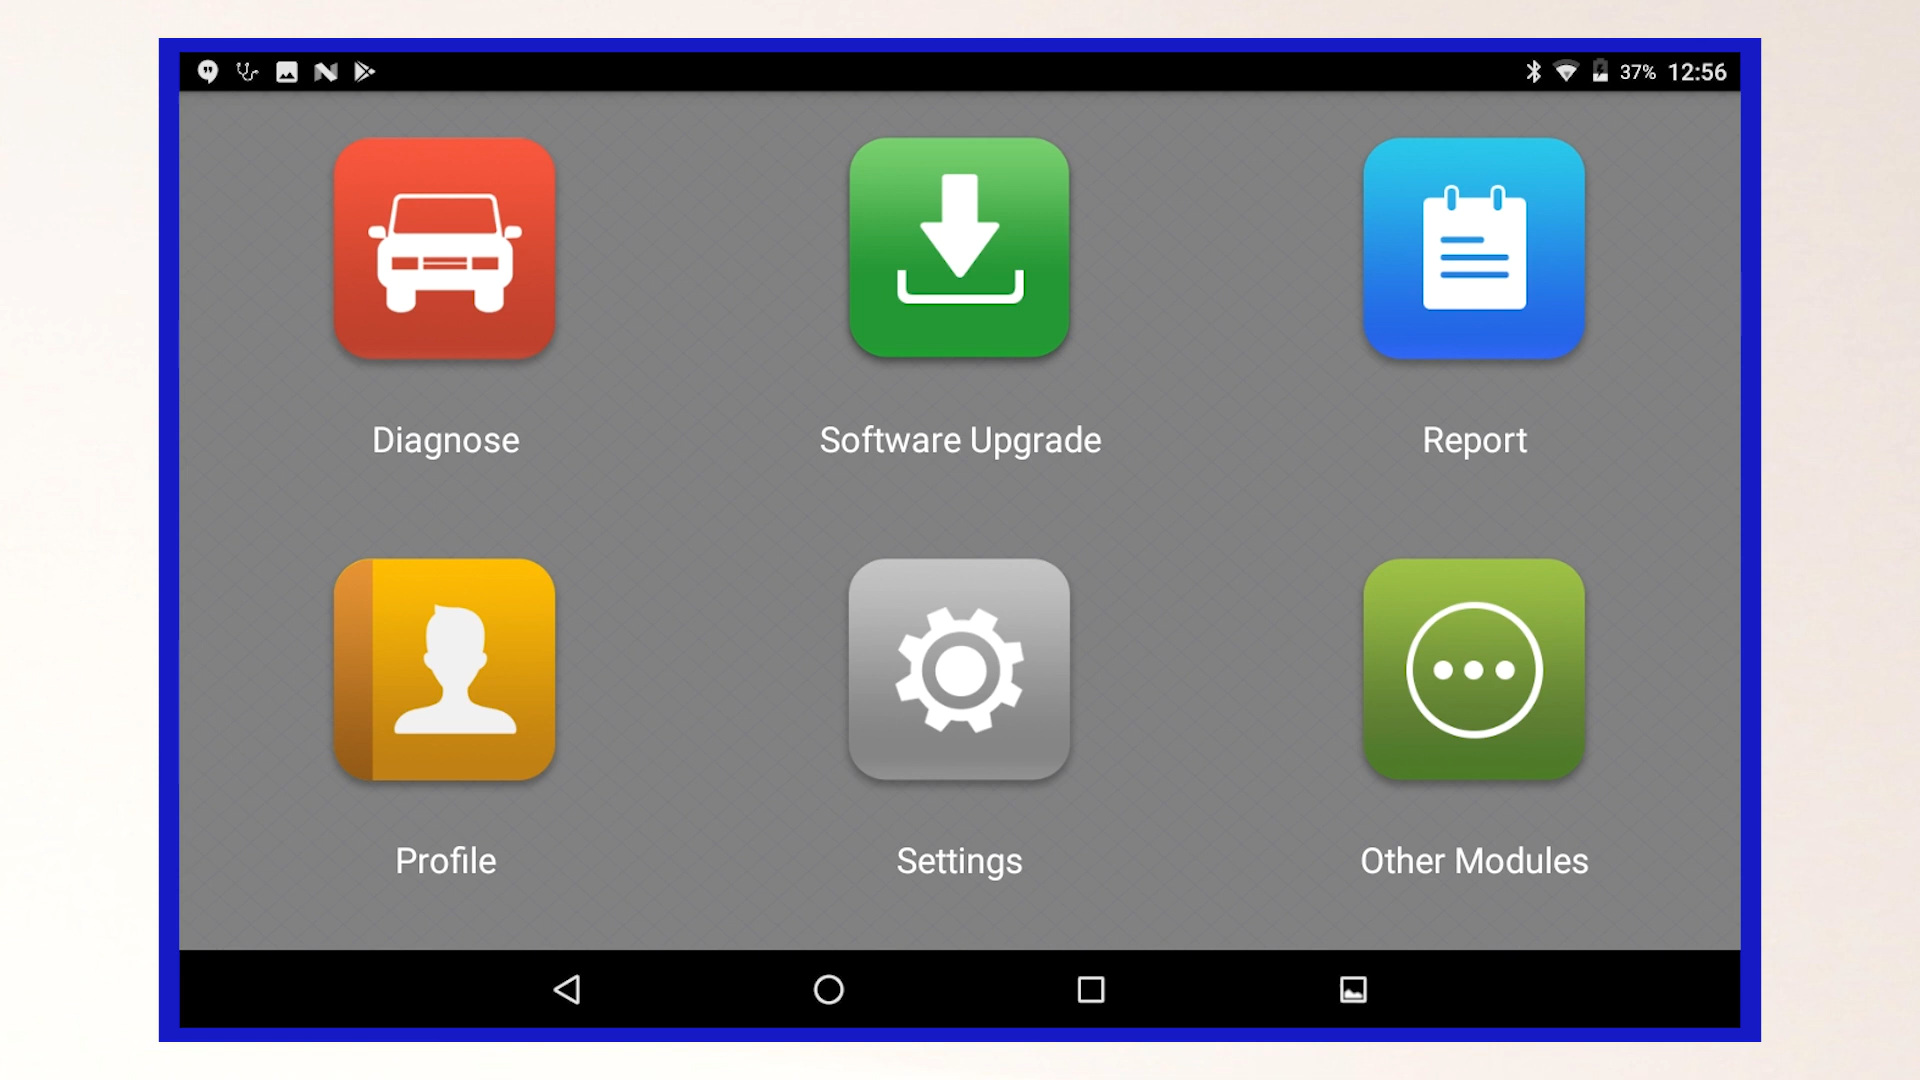 37% 12:56
Diagnose
Software Upgrade
Report
Profile
Settings
Other Modules